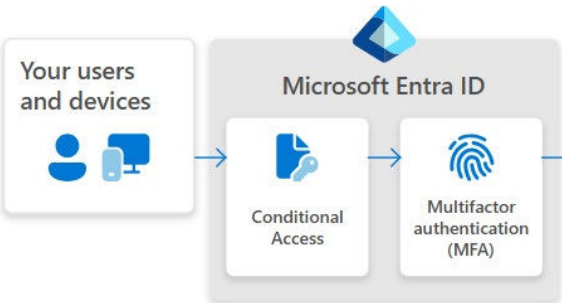 Your users
and devices
Microsoft Entra ID
Conditional
Access
Multifactor
authentication
(MFA)